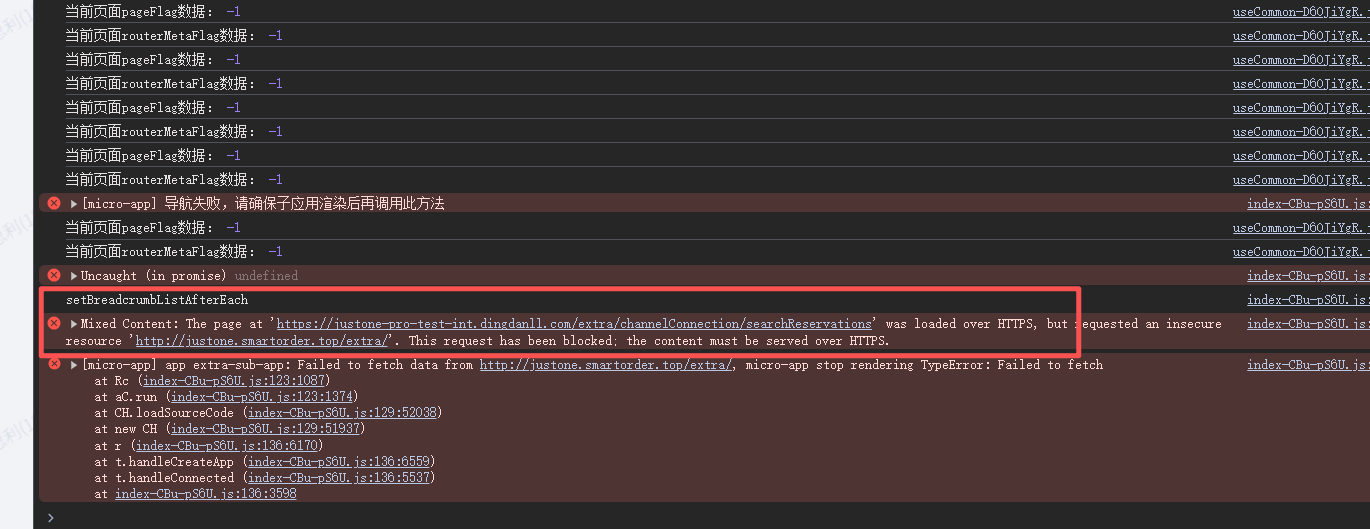 当前页面pageFlag数据: -1 useCommon-D6OJiYgR.j
当前页面routerMetaFlag数据: -1 useCommon-D6OJiYgR.j
当前页面pageFlag数据: -1 useCommon-D6OJiYgR.j
当前页面routerMetaFlag数据: -1 useCommon-D6OJiYgR.j
当前页面pageFlag数据: -1 useCommon-D6OJiYgR.j
当前页面routerMetaFlag数据: -1 useCommon-D6OJiYgR.j
当前页面pageFlag数据: -1 useCommon-D6OJiYgR.j
当前页面routerMetaFlag数据: -1 useCommon-D6OJiYgR.j
[micro-app] 导航失败，请确保子应用渲染后再调用此方法 index-CBu-pS6U.js:
当前页面pageFlag数据: -1 useCommon-D6OJiYgR.j
当前页面routerMetaFlag数据: -1 useCommon-D6OJiYgR.j
Uncaught (in promise) undefined index-CBu-pS6U.js:
setBreadcrumbListAfterEach index-CBu-pS6U.js:
Mixed Content: The page at 'https://justone-pro-test-int.dingdanll.com/extra/channelConnection/searchReservations' was loaded over HTTPS, but requested an insecure index-CBu-pS6U.js:
resource 'http://justone.smartorder.top/extra/'. This request has been blocked; the content must be served over HTTPS.
[micro-app] app extra-sub-app: Failed to fetch data from http://justone.smartorder.top/extra/, micro-app stop rendering TypeError: Failed to fetch index-CBu-pS6U.js:
at Rc (index-CBu-pS6U.js:123:1087)
at aC.run (index-CBu-pS6U.js:123:1374)
at CH.loadSourceCode (index-CBu-pS6U.js:129:52038)
at new CH (index-CBu-pS6U.js:129:51937)
at r (index-CBu-pS6U.js:136:6170)
at t.handleCreateApp (index-CBu-pS6U.js:136:6559)
at t.handleConnected (index-CBu-pS6U.js:136:5537)
at index-CBu-pS6U.js:136:3598